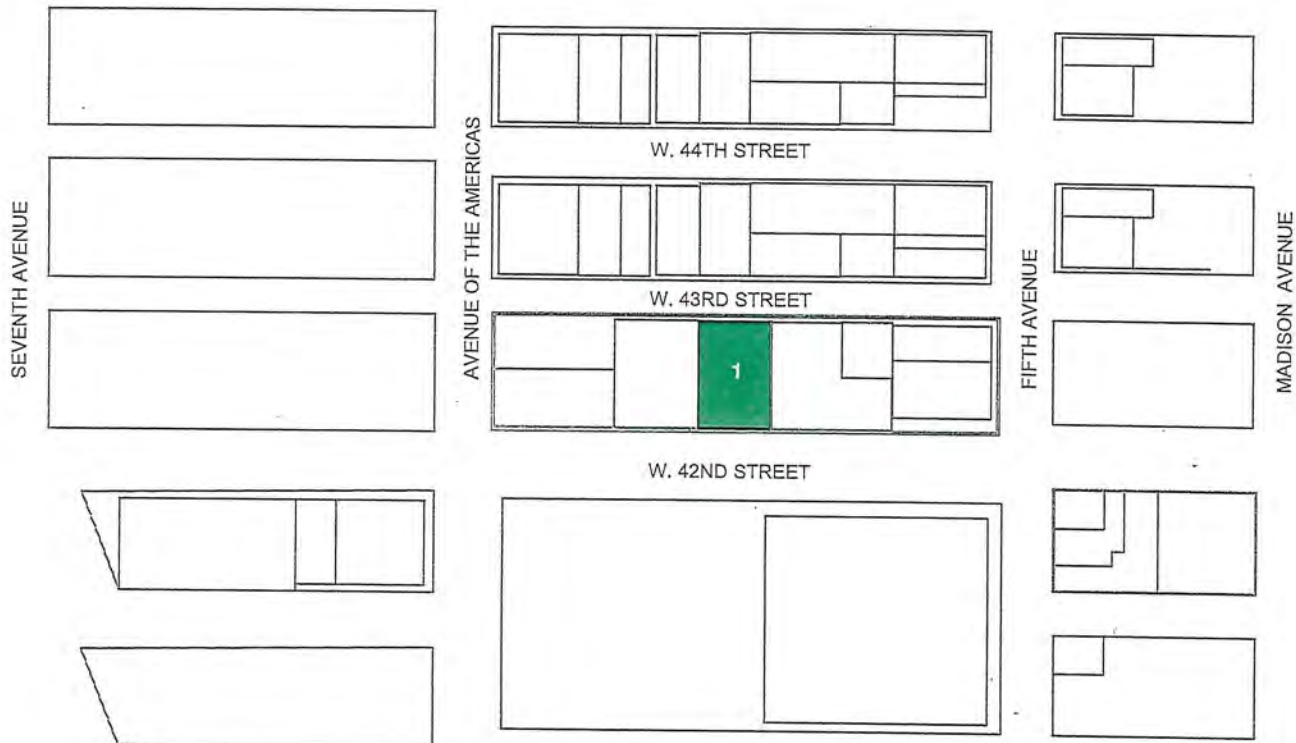 W. 44TH STREET
SEVENTH AVENUE
AVENUE OF THE AMERICAS
W. 43RD STREET
FIFTH AVENUE
MADISON AVENUE
1
W. 42ND STREET